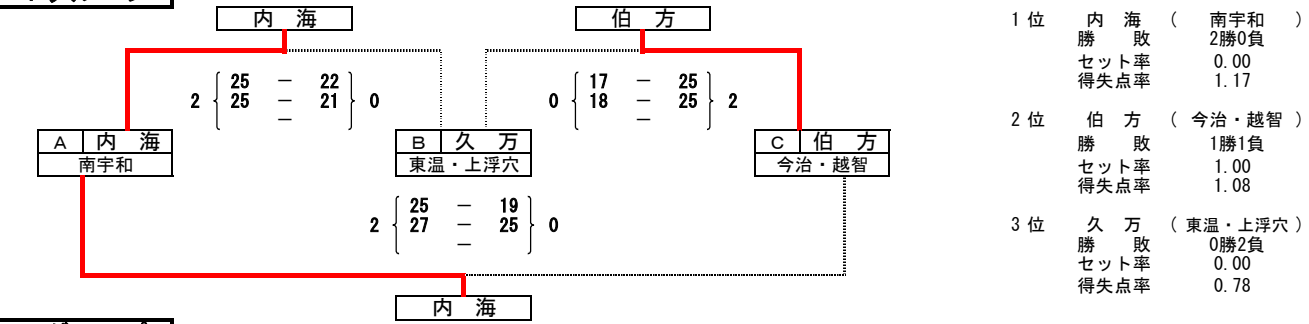 内 海
伯 方
2 25 － 22 0
25 － 21
－
0 17 － 25 2
18 － 25
－
A 内 海
南宇和
B 久 万
東温・上浮穴
C 伯 方
今治・越智
2 25 － 19 0
27 － 25
－
内 海
1 位 内 海 （ 南宇和 ）
勝 敗 2勝0負
セット率 0.00
得失点率 1.17
2 位 伯 方 （ 今治・越智 ）
勝 敗 1勝1負
セット率 1.00
得失点率 1.08
3 位 久 万 （ 東温・上浮穴 ）
勝 敗 0勝2負
セット率 0.00
得失点率 0.78